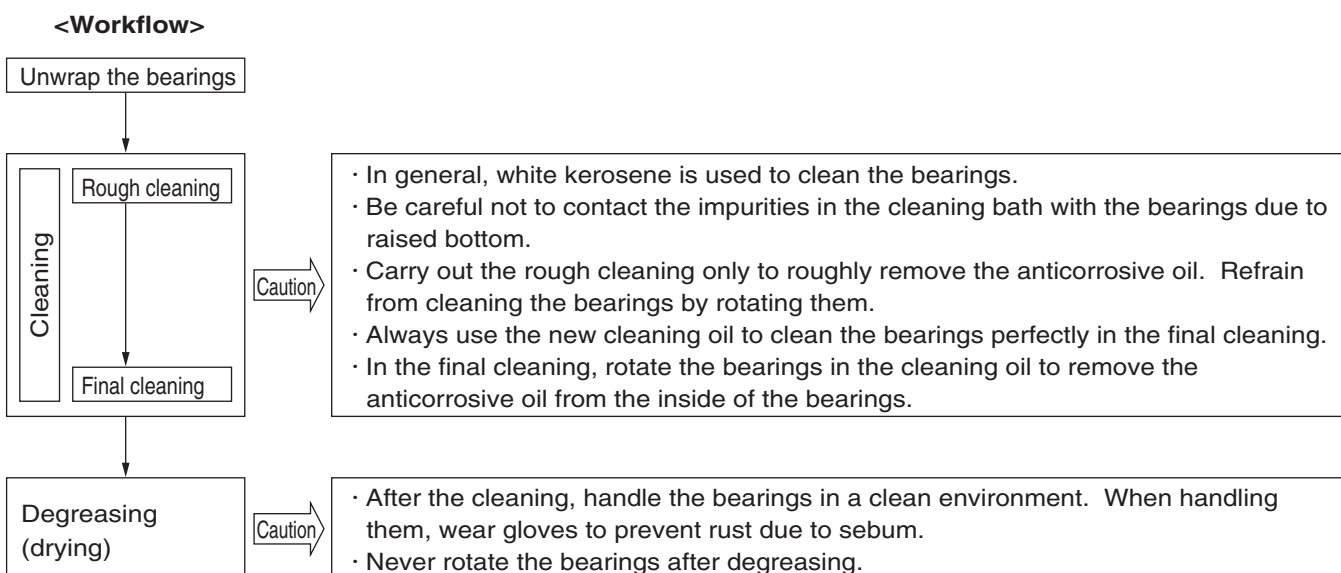 <Workflow>
Unwrap the bearings
Cleaning
Rough cleaning
Final cleaning
Caution
· In general, white kerosene is used to clean the bearings.
· Be careful not to contact the impurities in the cleaning bath with the bearings due to
raised bottom.
· Carry out the rough cleaning only to roughly remove the anticorrosive oil. Refrain
from cleaning the bearings by rotating them.
· Always use the new cleaning oil to clean the bearings perfectly in the final cleaning.
· In the final cleaning, rotate the bearings in the cleaning oil to remove the
anticorrosive oil from the inside of the bearings.
Degreasing
(drying)
Caution
· After the cleaning, handle the bearings in a clean environment. When handling
them, wear gloves to prevent rust due to sebum.
· Never rotate the bearings after degreasing.